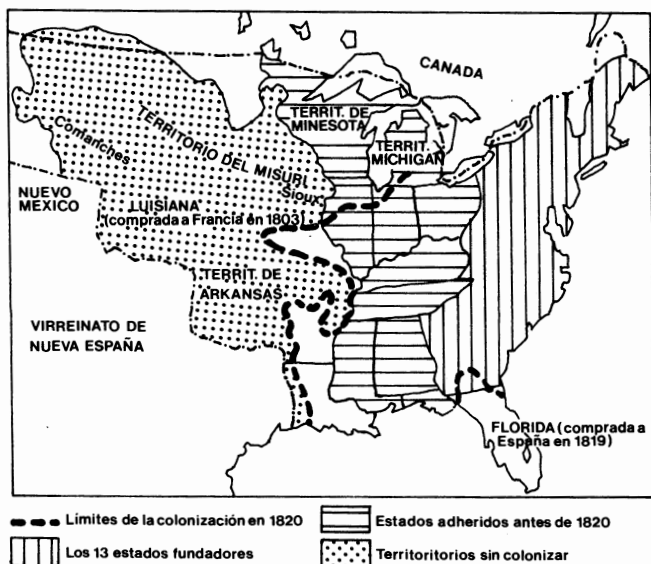 CANADA
TERRIT. DE
MINESOTA
TERRIT.
MICHIGAN
TERRITORIO DEL MISURI
Comanches
Sioux
NUEVO
MEXICO
LUISIANA
(comprada a Francia en 1803)
TERRIT. DE
ARKANSAS
VIRREINATO DE
NUEVA ESPAÑA
FLORIDA (comprada a
España en 1819)
Límites de la colonización en 1820
Estados adheridos antes de 1820
Los 13 estados fundadores
Territoritorios sin colonizar